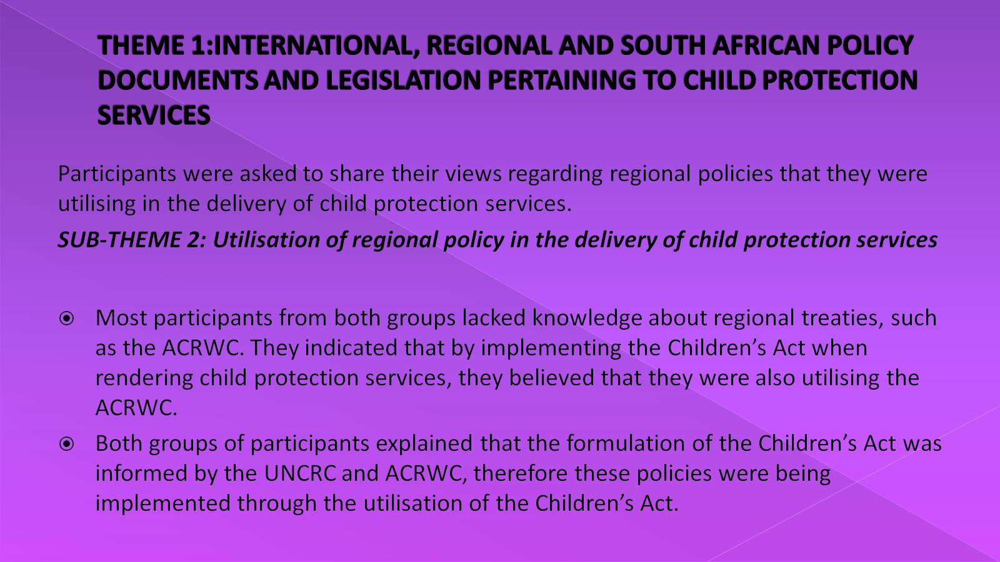 THEME 1:INTERNATIONAL, REGIONAL AND SOUTH AFRICAN POLICY
DOCUMENTS AND LEGISLATION PERTAINING TO CHILD PROTECTION
SERVICES
Participants were asked to share their views regarding regional policies that they were
utilising in the delivery of child protection services.
SUB-THEME 2: Utilisation of regional policy in the delivery of child protection services
Most participants from both groups lacked knowledge about regional treaties, such
as the ACRWC. They indicated that by implementing the Children’s Act when
rendering child protection services, they believed that they were also utilising the
ACRWC.
Both groups of participants explained that the formulation of the Children’s Act was
informed by the UNCRC and ACRWC, therefore these policies were being
implemented through the utilisation of the Children’s Act.